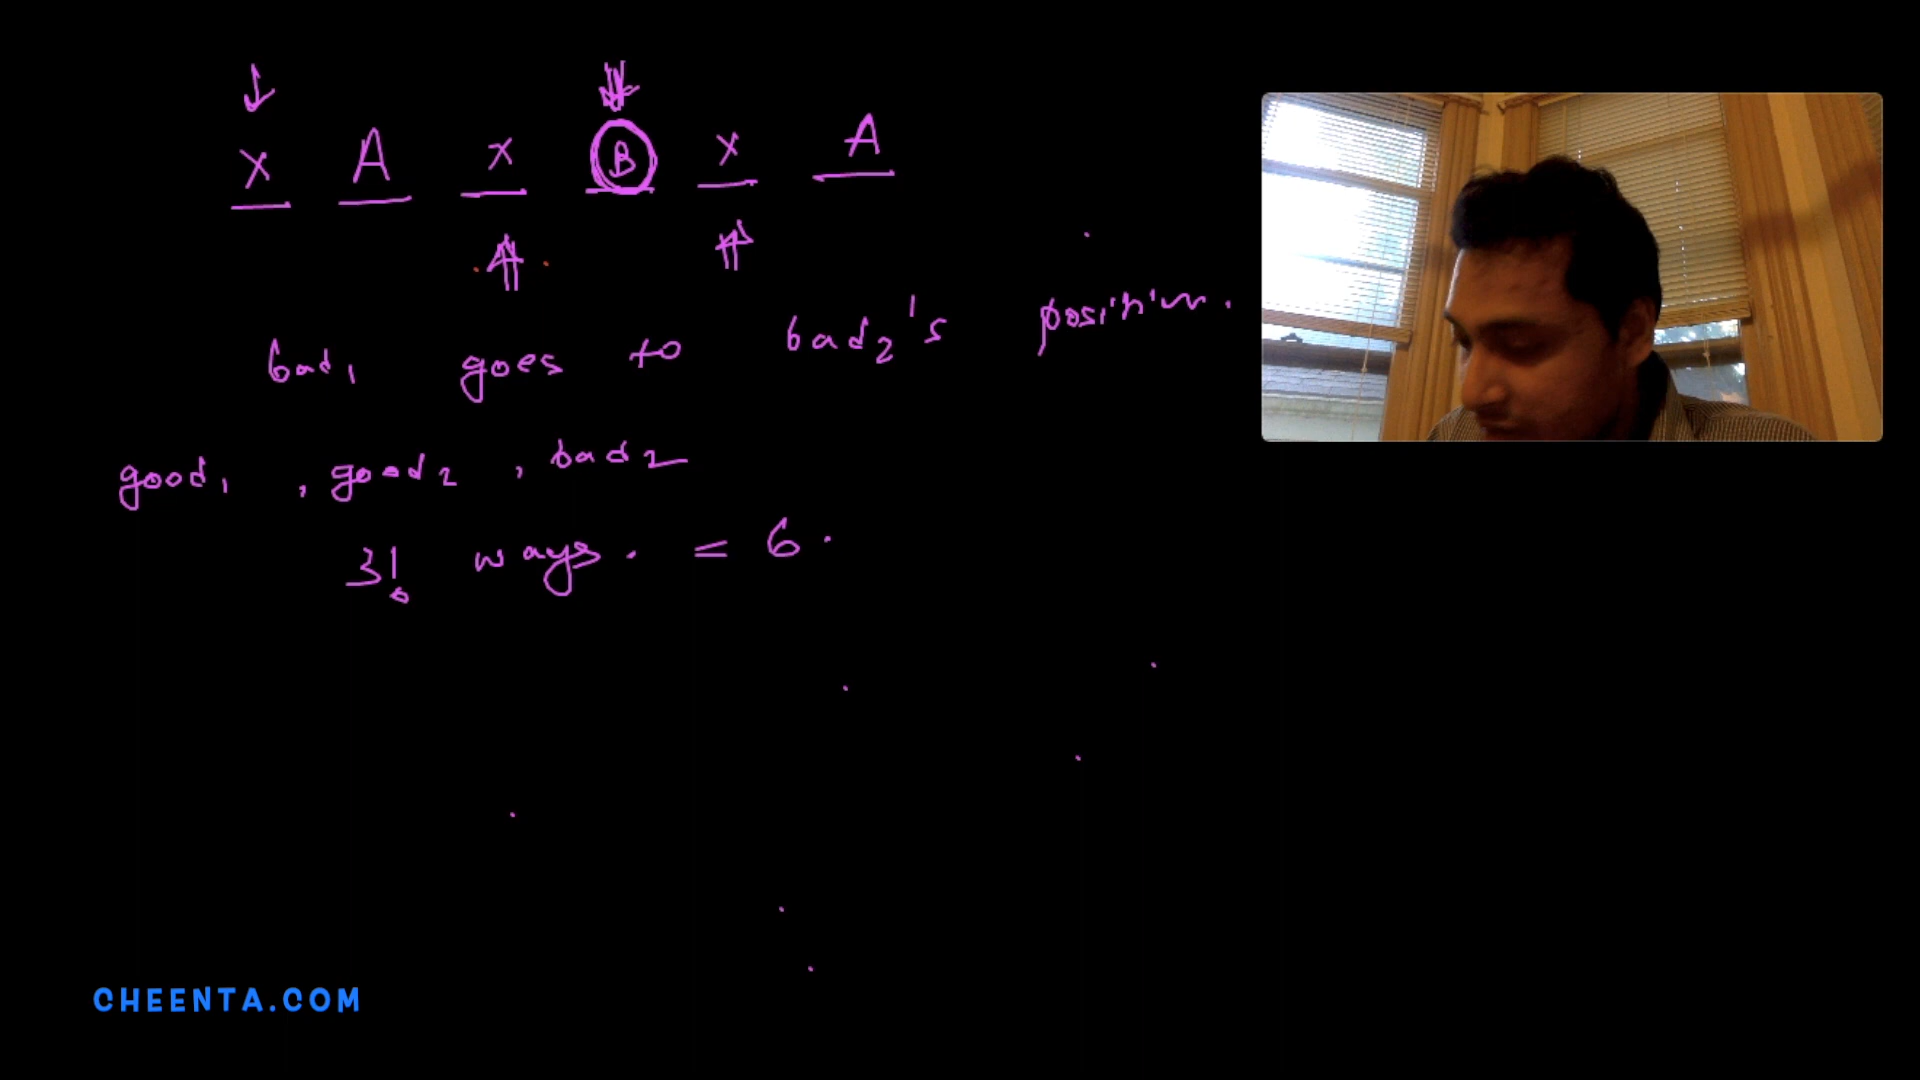 X A x B x A
bad1 goes to bad2's position.
good1, good2, bad2
3! ways. = 6.
CHEENTA.COM